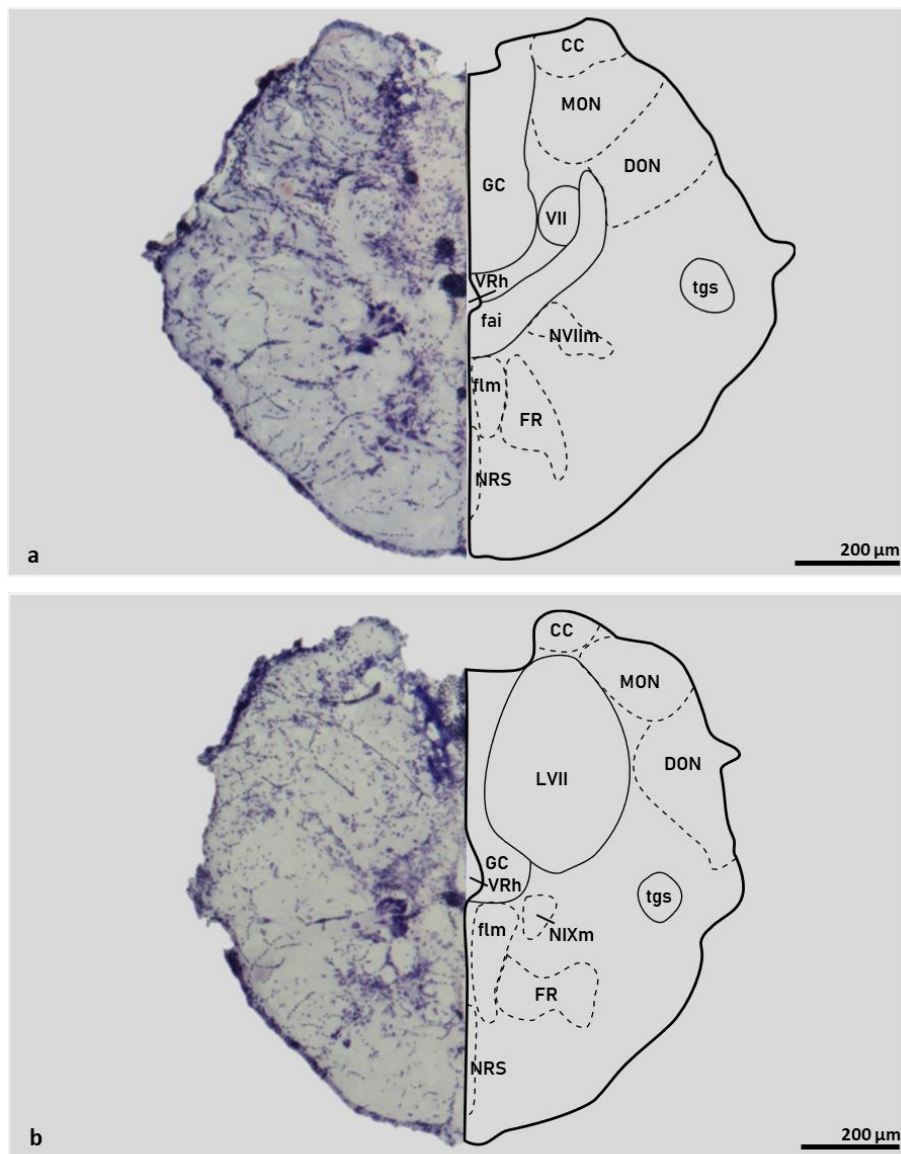 CC
MON
DON
GC
VII
VRh
tgs
fai
NVIIm
flm
FR
NRS
a
200 µm
CC
MON
DON
LVII
GC
VRh
tgs
flm
NIXm
FR
NRS
b
200 µm